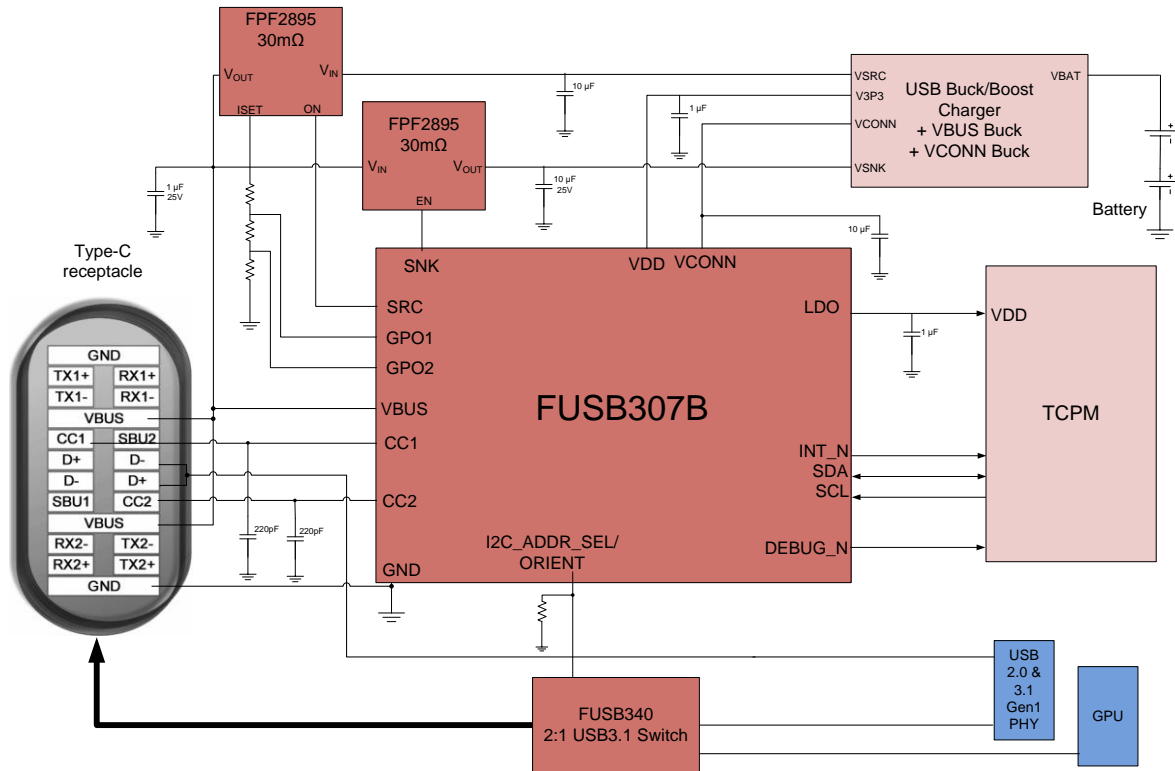 FPF2895
30mΩ
VOUT
VIN
ISET
ON
FPF2895
30mΩ
VIN
VOUT
EN
10 µF
1 µF
VSRC
V3P3
VCONN
VSNK
VBAT
USB Buck/Boost
Charger
+ VBUS Buck
+ VCONN Buck
1 µF
25V
10 µF
25V
10 µF
Battery
Type-C
receptacle
GND
TX1+
RX1+
TX1-
RX1-
VBUS
CC1
SBU2
D+
D-
D-
D+
SBU1
CC2
VBUS
RX2-
TX2-
RX2+
TX2+
GND
220pF
220pF
SNK
VDD
VCONN
SRC
GPO1
GPO2
VBUS
CC1
CC2
GND
FUSB307B
I2C_ADDR_SEL/
ORIENT
LDO
INT_N
SDA
SCL
DEBUG_N
1 µF
VDD
TCPM
FUSB340
2:1 USB3.1 Switch
USB
2.0 &
3.1
Gen1
PHY
GPU